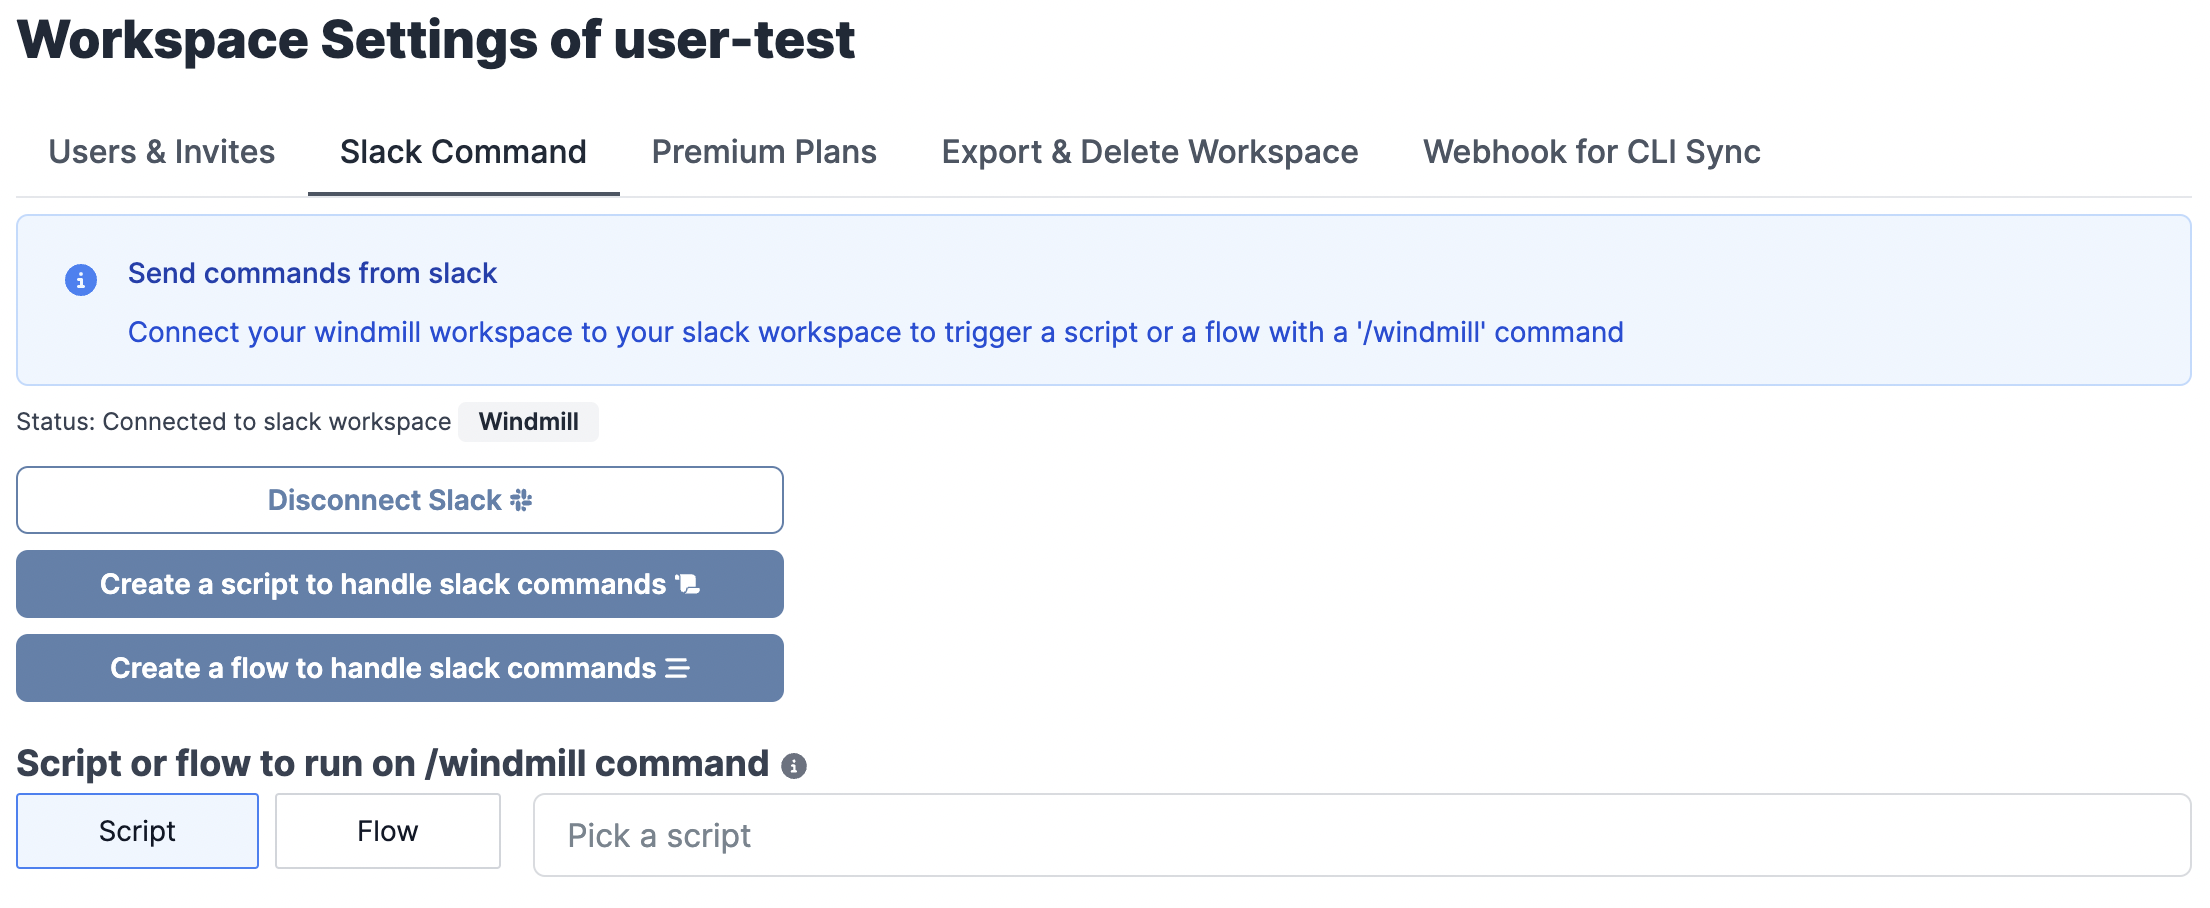 Workspace Settings of user-test
Users & Invites Slack Command Premium Plans Export & Delete Workspace Webhook for CLI Sync
Send commands from slack
Connect your windmill workspace to your slack workspace to trigger a script or a flow with a '/windmill' command
Status: Connected to slack workspace Windmill
Disconnect Slack
Create a script to handle slack commands
Create a flow to handle slack commands
Script or flow to run on /windmill command
Script Flow Pick a script